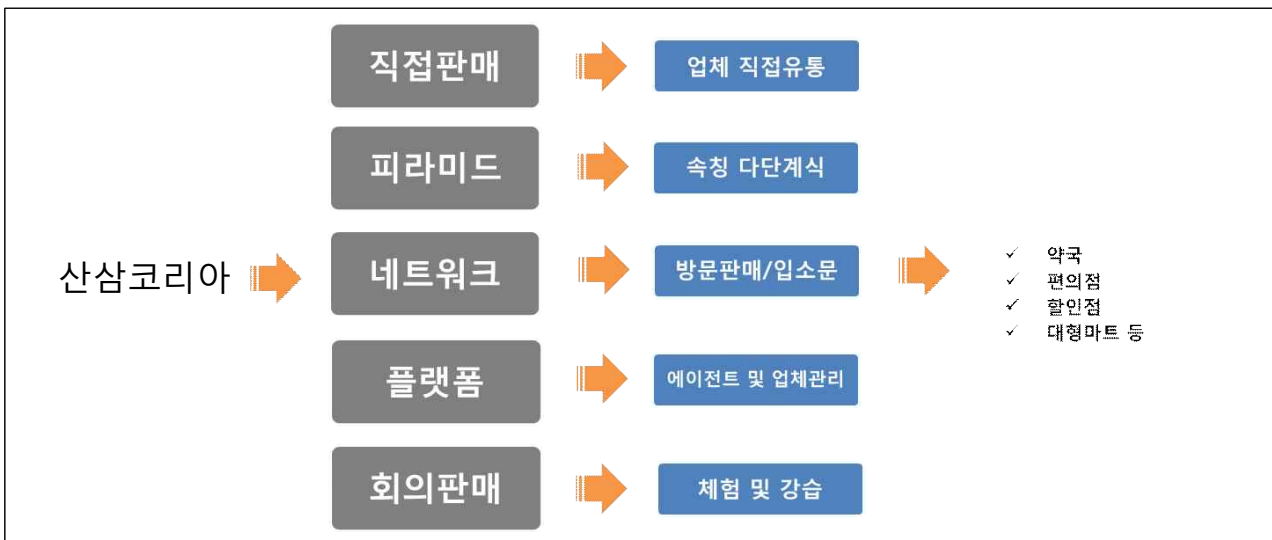 직접판매
업체 직접유통
피라미드
속칭 다단계식
산삼코리아
네트워크
방문판매/입소문
✓ 약국
✓ 편의점
✓ 할인점
✓ 대형마트 등
플랫폼
에이전트 및 업체관리
회의판매
체험 및 강습